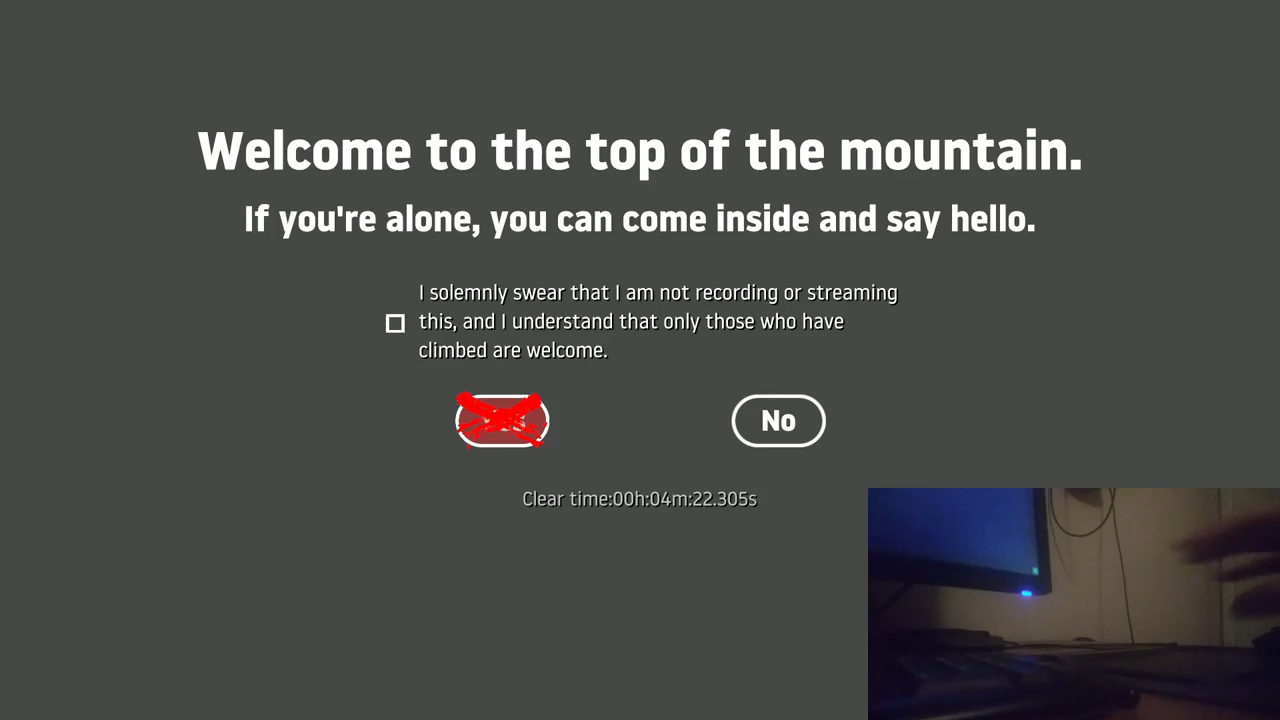 Welcome to the top of the mountain.
If you're alone, you can come inside and say hello.
I solemnly swear that I am not recording or streaming
this, and I understand that only those who have
climbed are welcome.
No
Clear time:00h:04m:22.305s